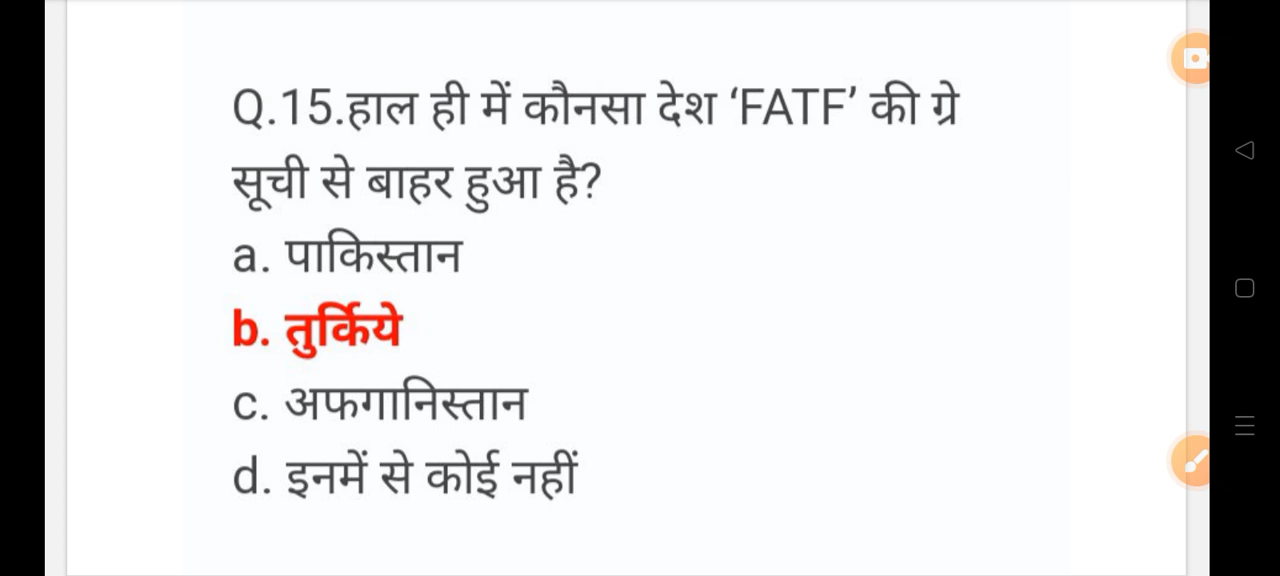 Q.15.हाल ही में कौनसा देश ‘FATF’ की ग्रे
सूची से बाहर हुआ है?
a. पाकिस्तान
b. तुर्किये
c. अफगानिस्तान
d. इनमें से कोई नहीं